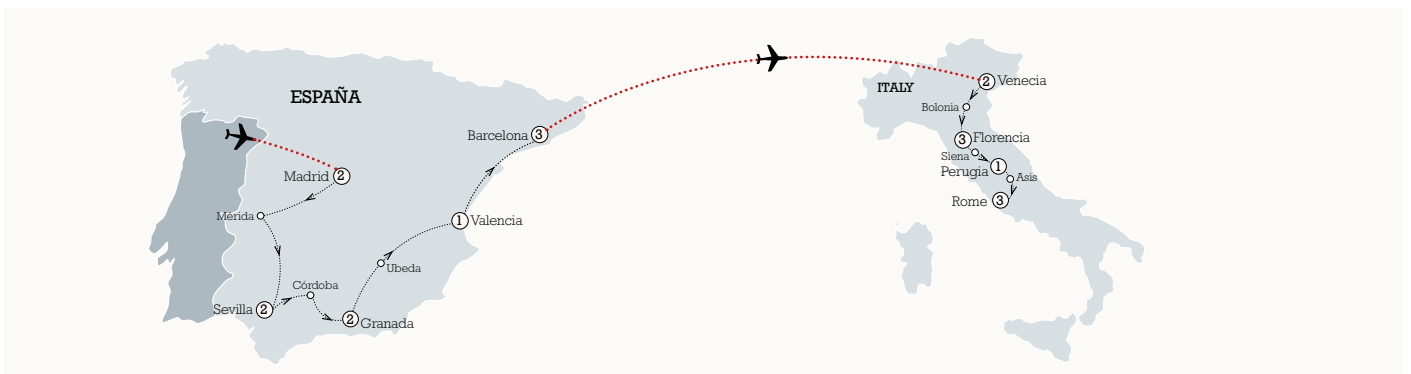 ESPAÑA
Madrid 2
Mérida
Sevilla 2
Córdoba
2 Granada
Ubeda
1 Valencia
Barcelona 3
ITALY
2 Venecia
Bolonia
3 Florencia
Siena
Perugia 1
Asis
Rome 3